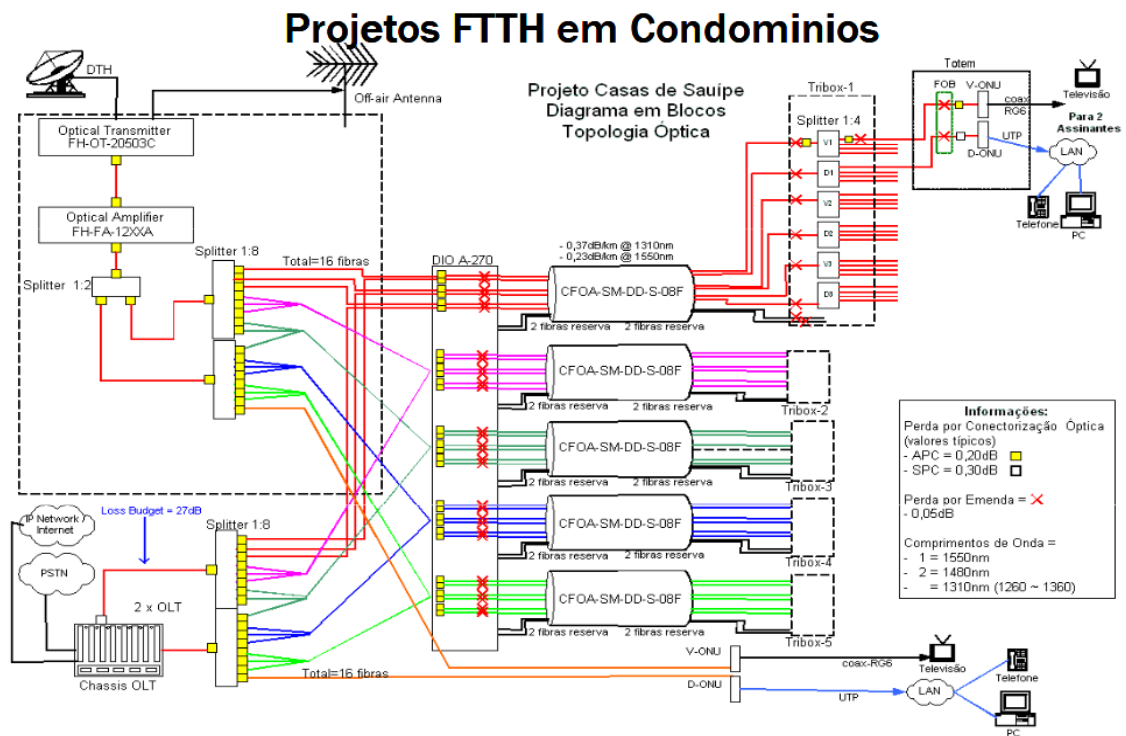 Projetos FTTH em Condominios
DTH
Off-air Antenna
Projeto Casas de Sauípe
Diagrama em Blocos
Topologia Óptica
Tribox-1
Splitter 1:4
V1
D1
V2
D2
V3
D3
Totem
FOB
V-ONU
D-ONU
coax
RG6
UTP
Televisão
Para 2
Assinantes
LAN
Telefone
PC
Optical Transmitter
FH-OT-20503C
Optical Amplifier
FH-FA-12XXA
Splitter 1:2
Splitter 1:8
Total=16 fibras
DIO A-270
- 0,37dB/km @ 1310nm
- 0,23dB/km @ 1550nm
CFOA-SM-DD-S-08F
2 fibras reserva
2 fibras reserva
CFOA-SM-DD-S-08F
2 fibras reserva
2 fibras reserva
Tribox-2
CFOA-SM-DD-S-08F
2 fibras reserva
2 fibras reserva
Tribox-3
CFOA-SM-DD-S-08F
2 fibras reserva
2 fibras reserva
Tribox-4
CFOA-SM-DD-S-08F
2 fibras reserva
2 fibras reserva
Tribox-5
Informações:
Perda por Conectorização Óptica
(valores típicos)
- APC = 0,20dB
- SPC = 0,30dB
Perda por Emenda =
- 0,05dB
Comprimentos de Onda =
- 1 = 1550nm
- 2 = 1480nm
- = 1310nm (1260 ~ 1360)
IP Network /
Internet
PSTN
Loss Budget = 27dB
Splitter 1:8
2 x OLT
Chassis OLT
Total=16 fibras
V-ONU
coax-RG6
Televisão
D-ONU
UTP
LAN
Telefone
PC